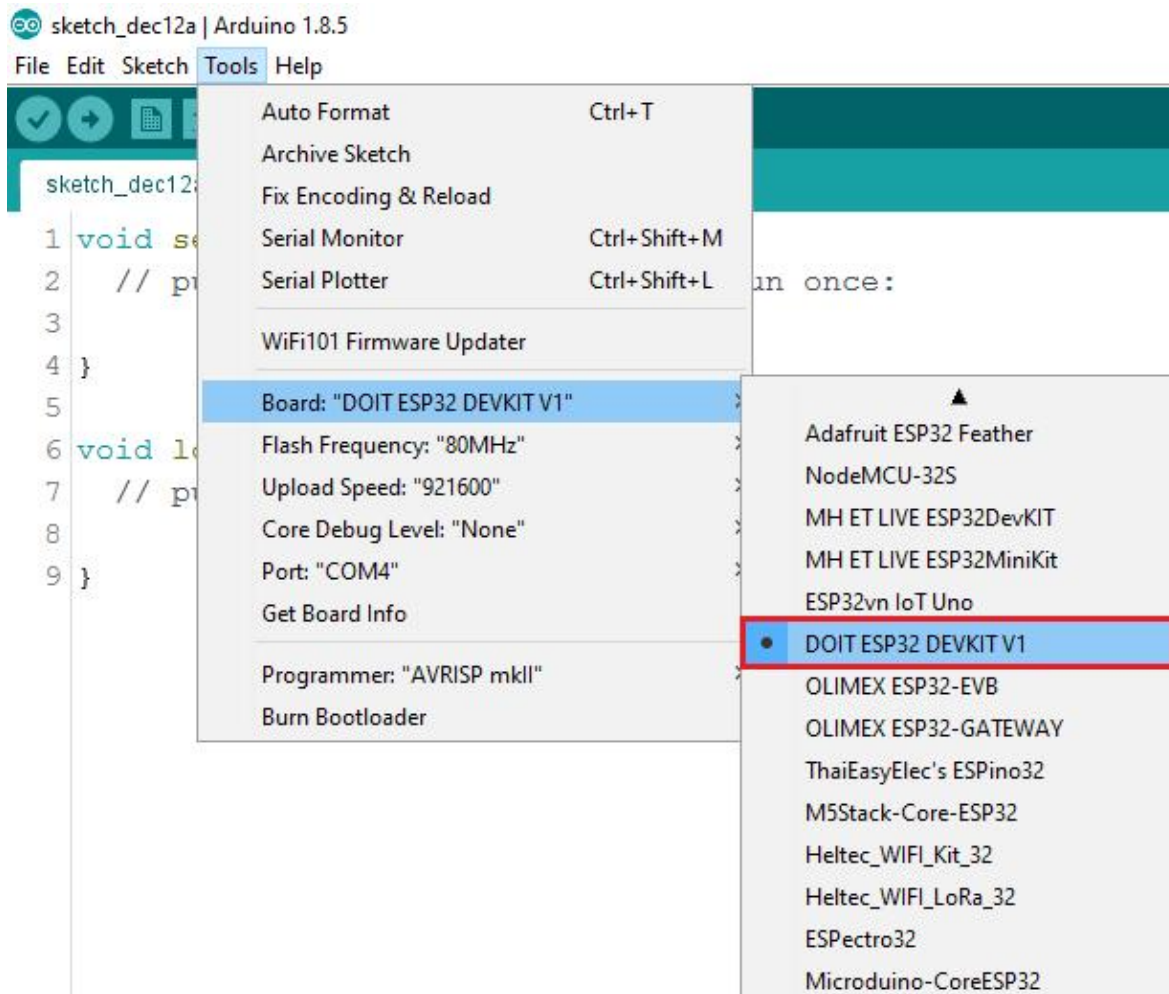 sketch_dec12a | Arduino 1.8.5
File Edit Sketch Tools Help
sketch_dec12a
Auto Format Ctrl+T
Archive Sketch
Fix Encoding & Reload
Serial Monitor Ctrl+Shift+M
Serial Plotter Ctrl+Shift+L
WiFi101 Firmware Updater
Board: "DOIT ESP32 DEVKIT V1"
Flash Frequency: "80MHz"
Upload Speed: "921600"
Core Debug Level: "None"
Port: "COM4"
Get Board Info
Programmer: "AVRISP mkII"
Burn Bootloader
1 void
2 // once:
3
4 }
5
6 void
7 //
8
9 }
Adafruit ESP32 Feather
NodeMCU-32S
MH ET LIVE ESP32DevKIT
MH ET LIVE ESP32MiniKit
ESP32vn IoT Uno
DOIT ESP32 DEVKIT V1
OLIMEX ESP32-EVB
OLIMEX ESP32-GATEWAY
ThaiEasyElec's ESPino32
M5Stack-Core-ESP32
Heltec_WIFI_Kit_32
Heltec_WIFI_LoRa_32
ESPectro32
Microduino-CoreESP32